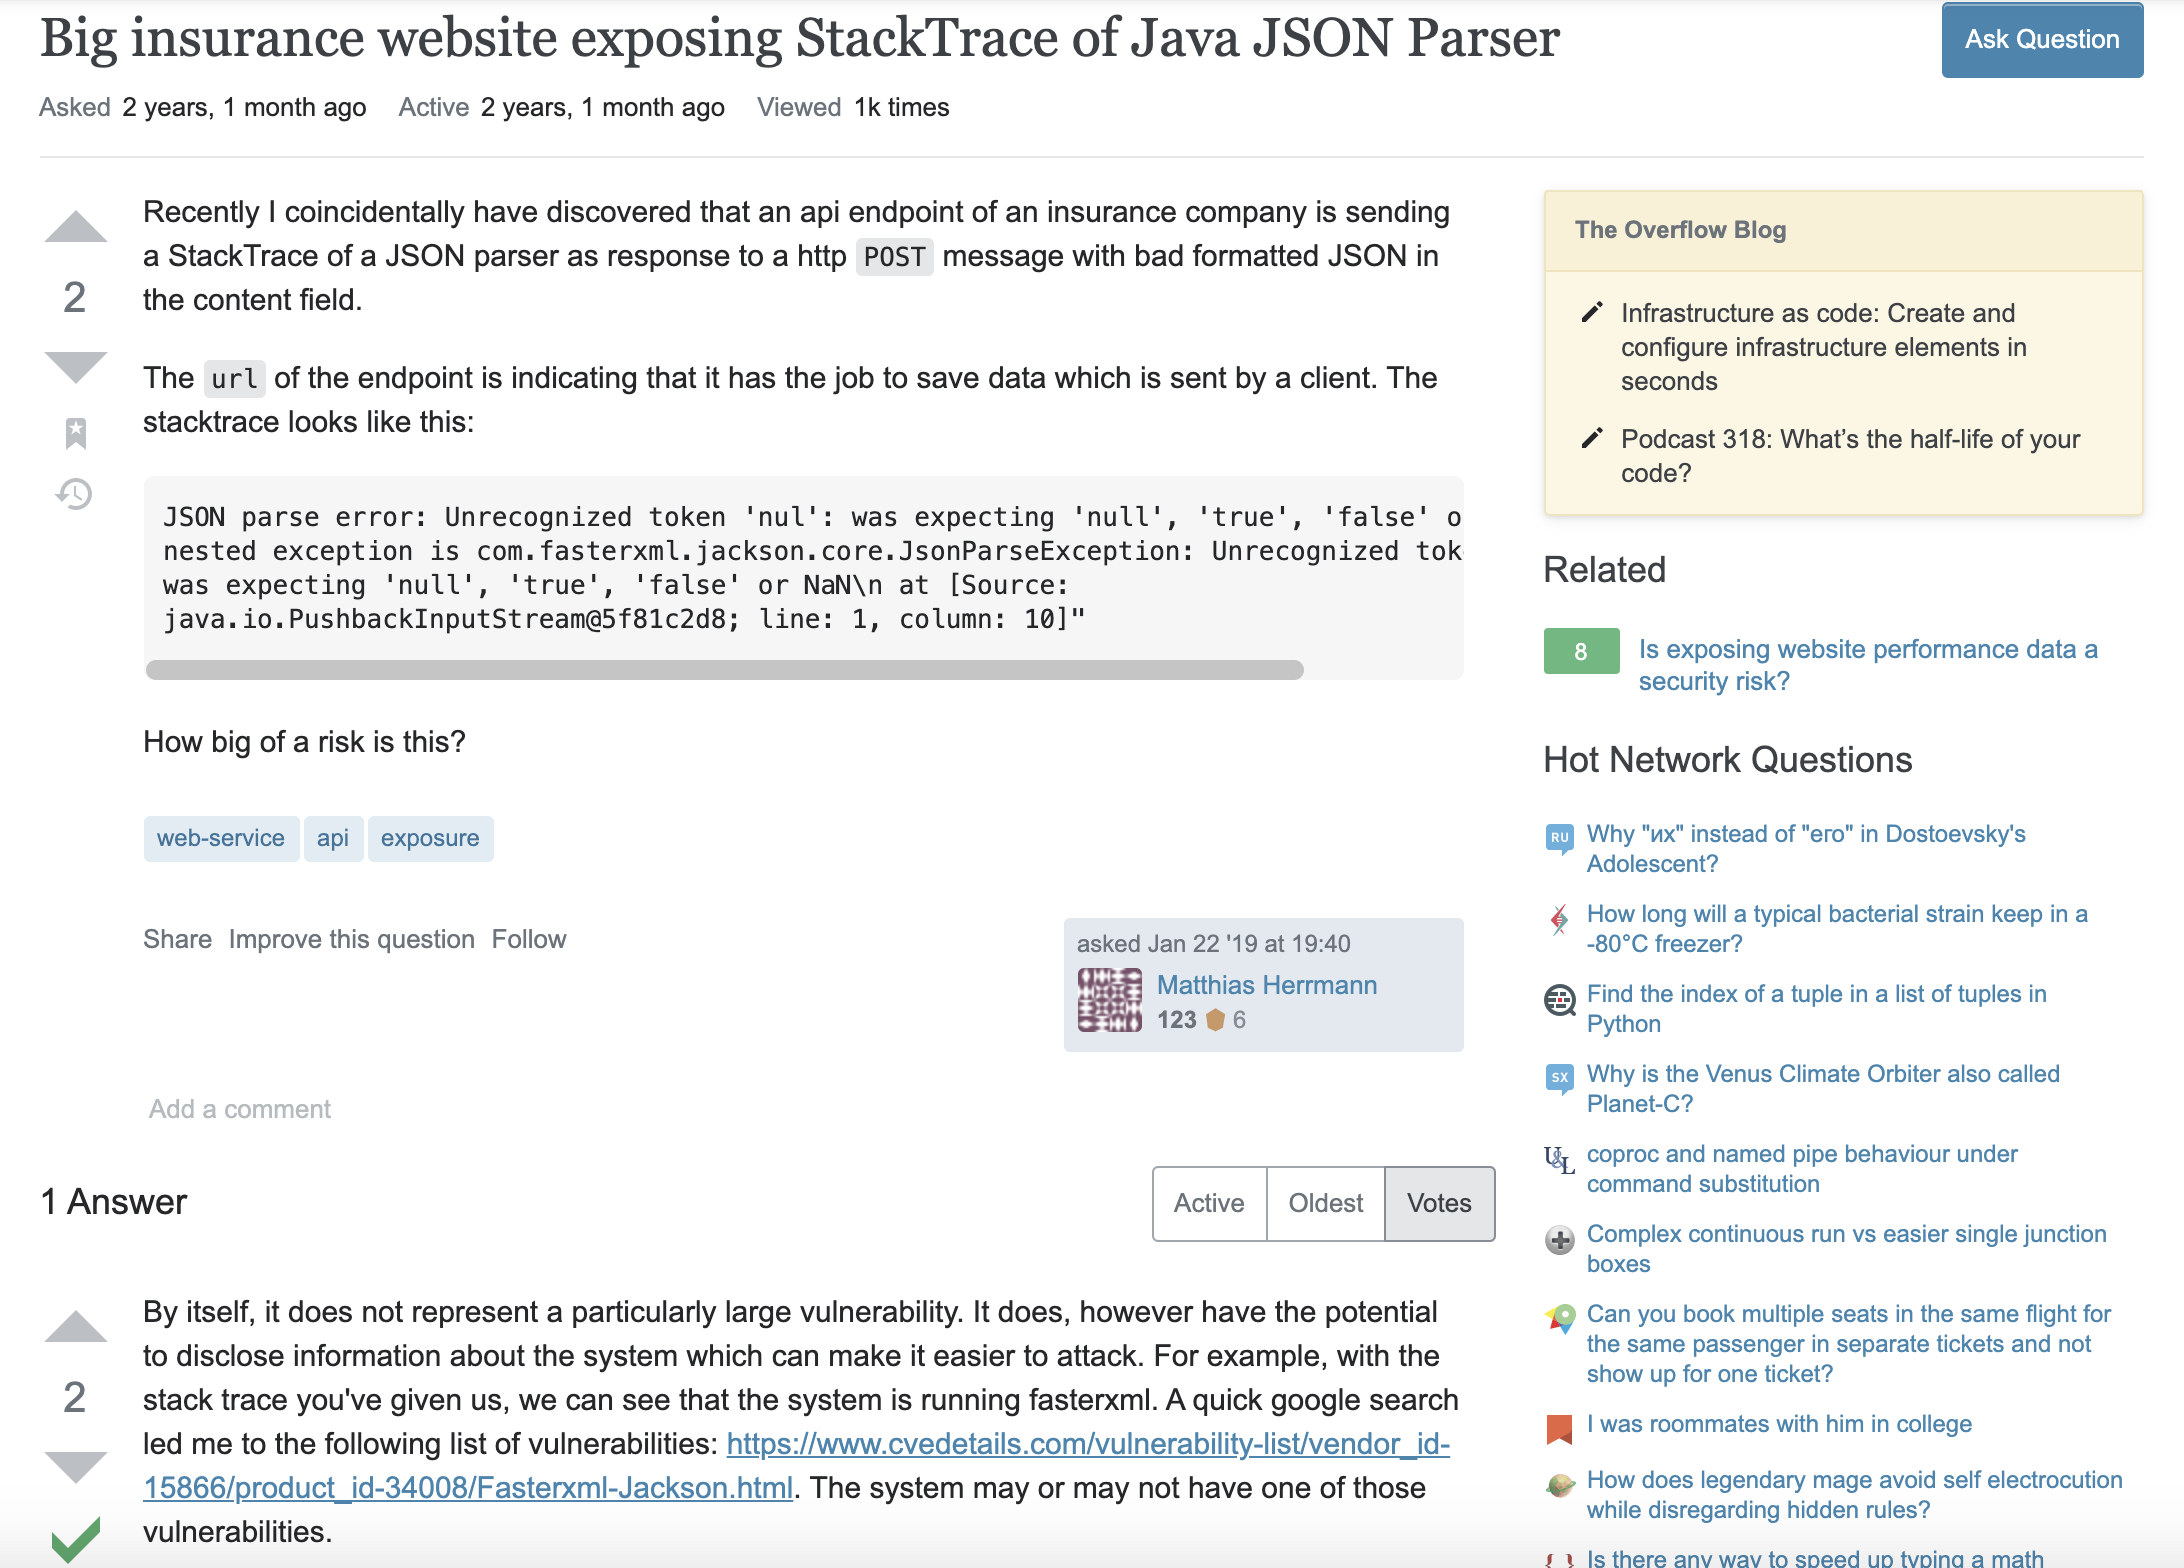 Big insurance website exposing StackTrace of Java JSON Parser
Ask Question
Asked 2 years, 1 month ago Active 2 years, 1 month ago Viewed 1k times
2
Recently I coincidentally have discovered that an api endpoint of an insurance company is sending
a StackTrace of a JSON parser as response to a http POST message with bad formatted JSON in
the content field.
The url of the endpoint is indicating that it has the job to save data which is sent by a client. The
stacktrace looks like this:
JSON parse error: Unrecognized token 'nul': was expecting 'null', 'true', 'false' o
nested exception is com.fasterxml.jackson.core.JsonParseException: Unrecognized tok
was expecting 'null', 'true', 'false' or NaN\n at [Source:
java.io.PushbackInputStream@5f81c2d8; line: 1, column: 10]"
How big of a risk is this?
web-service api exposure
Share Improve this question Follow
asked Jan 22 '19 at 19:40
Matthias Herrmann
123 6
Add a comment
1 Answer
Active Oldest Votes
2
By itself, it does not represent a particularly large vulnerability. It does, however have the potential
to disclose information about the system which can make it easier to attack. For example, with the
stack trace you've given us, we can see that the system is running fasterxml. A quick google search
led me to the following list of vulnerabilities: https://www.cvedetails.com/vulnerability-list/vendor_id-
15866/product_id-34008/Fasterxml-Jackson.html. The system may or may not have one of those
vulnerabilities.
The Overflow Blog
Infrastructure as code: Create and
configure infrastructure elements in
seconds
Podcast 318: What’s the half-life of your
code?
Related
8 Is exposing website performance data a
security risk?
Hot Network Questions
RU Why "их" instead of "его" in Dostoevsky's
Adolescent?
How long will a typical bacterial strain keep in a
-80°C freezer?
Find the index of a tuple in a list of tuples in
Python
SX Why is the Venus Climate Orbiter also called
Planet-C?
U&L coproc and named pipe behaviour under
command substitution
Complex continuous run vs easier single junction
boxes
Can you book multiple seats in the same flight for
the same passenger in separate tickets and not
show up for one ticket?
I was roommates with him in college
How does legendary mage avoid self electrocution
while disregarding hidden rules?
{ } Is there any way to speed up typing a math